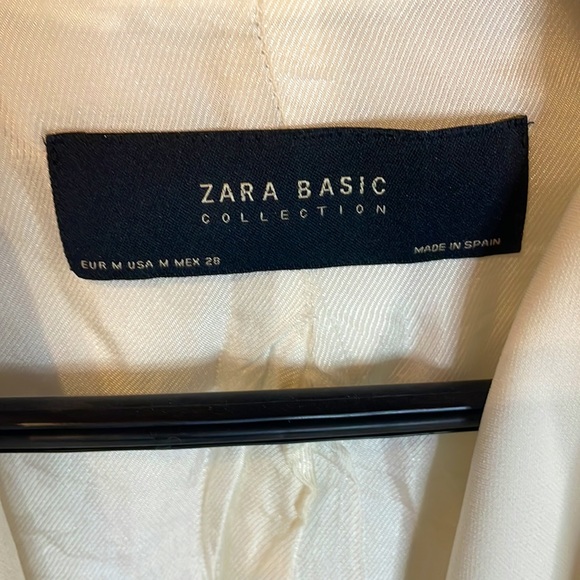 ZARA BASIC
COLLECTION
EUR M USA M MEX 28
MADE IN SPAIN